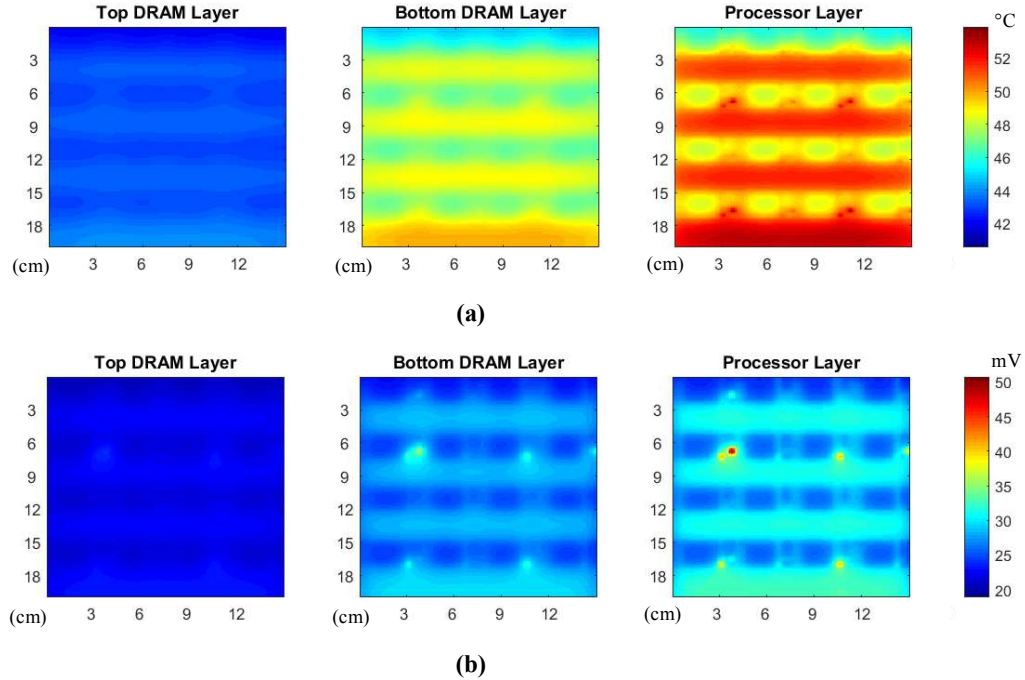 Top DRAM Layer Bottom DRAM Layer Processor Layer °C
3 3 3 52
6 6 6 50
9 9 9 48
12 12 12 46
15 15 15 44
18 18 18 42
(cm) 3 6 9 12 (cm) 3 6 9 12 (cm) 3 6 9 12
(a)
Top DRAM Layer Bottom DRAM Layer Processor Layer mV
3 3 3 50
6 6 6 45
9 9 9 40
12 12 12 35
15 15 15 30
18 18 18 25
20
(cm) 3 6 9 12 (cm) 3 6 9 12 (cm) 3 6 9 12
(b)